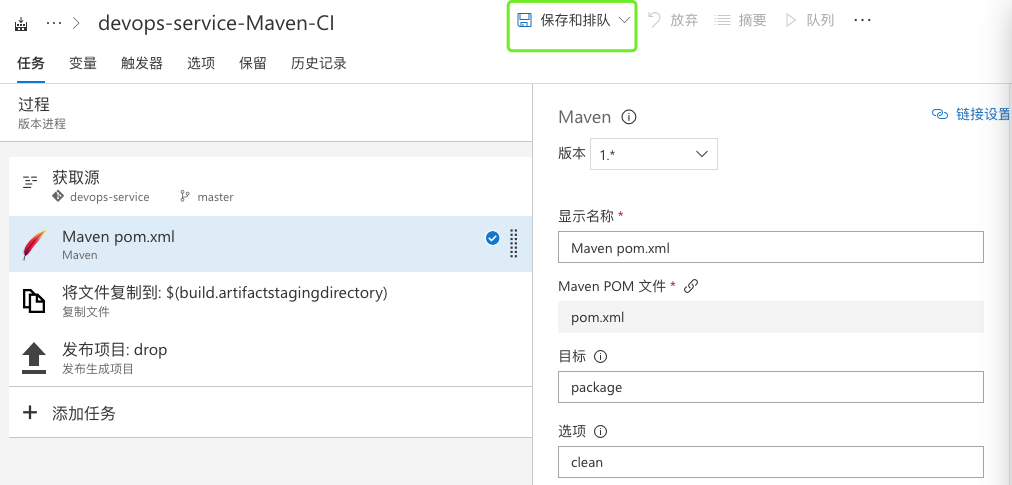 ··· > devops-service-Maven-CI
保存和排队 放弃 摘要 队列 ···
任务 变量 触发器 选项 保留 历史记录
过程
版本进程
获取源
devops-service master
Maven pom.xml
Maven
将文件复制到: $(build.artifactstagingdirectory)
复制文件
发布项目: drop
发布生成项目
+ 添加任务
Maven
链接设置
版本 1.*
显示名称 *
Maven pom.xml
Maven POM 文件 *
pom.xml
目标
package
选项
clean